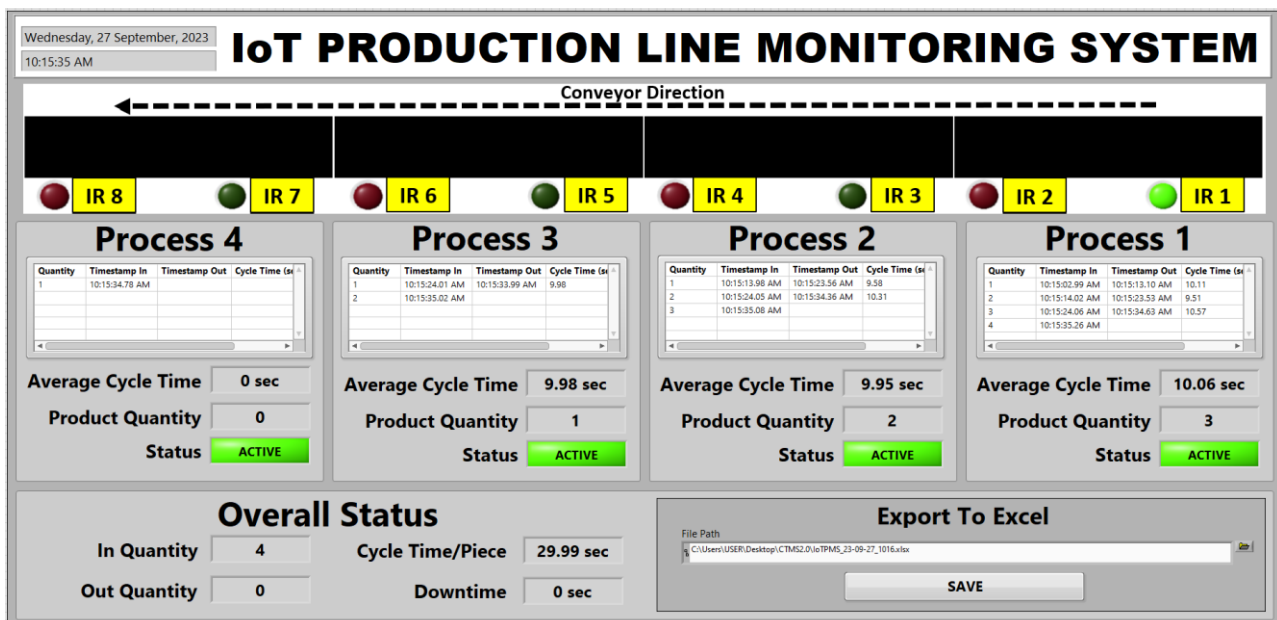 Wednesday, 27 September, 2023
10:15:35 AM
IoT PRODUCTION LINE MONITORING SYSTEM
Conveyor Direction
IR 8 IR 7 IR 6 IR 5 IR 4 IR 3 IR 2 IR 1
Process 4
Quantity Timestamp In Timestamp Out Cycle Time (se
1 10:15:34.78 AM
Average Cycle Time 0 sec
Product Quantity 0
Status ACTIVE
Process 3
Quantity Timestamp In Timestamp Out Cycle Time (se
1 10:15:24.01 AM 10:15:33.99 AM 9.98
2 10:15:35.02 AM
Average Cycle Time 9.98 sec
Product Quantity 1
Status ACTIVE
Process 2
Quantity Timestamp In Timestamp Out Cycle Time (se
1 10:15:13.98 AM 10:15:23.56 AM 9.58
2 10:15:24.05 AM 10:15:34.36 AM 10.31
3 10:15:35.08 AM
Average Cycle Time 9.95 sec
Product Quantity 2
Status ACTIVE
Process 1
Quantity Timestamp In Timestamp Out Cycle Time (se
1 10:15:02.99 AM 10:15:13.10 AM 10.11
2 10:15:14.02 AM 10:15:23.53 AM 9.51
3 10:15:24.06 AM 10:15:34.63 AM 10.57
4 10:15:35.26 AM
Average Cycle Time 10.06 sec
Product Quantity 3
Status ACTIVE
Overall Status
In Quantity 4
Cycle Time/Piece 29.99 sec
Out Quantity 0
Downtime 0 sec
Export To Excel
File Path
C:\Users\USER\Desktop\CTMS2.0\IoTPMS_23-09-27_1016.xlsx
SAVE